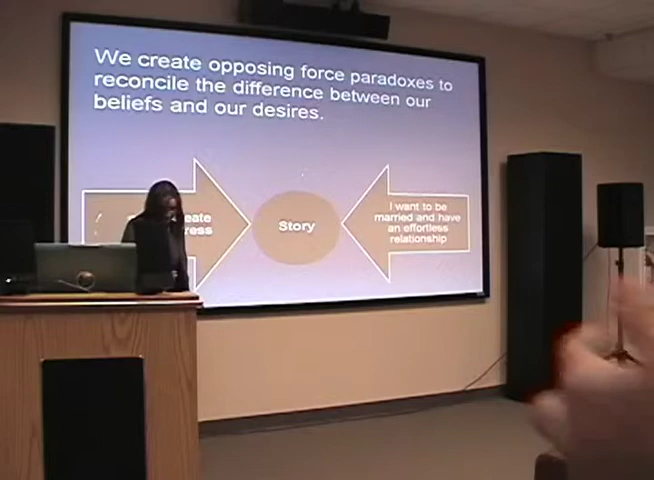 We create opposing force paradoxes to
reconcile the difference between our
beliefs and our desires.
Story
I want to be
married and have
an effortless
relationship